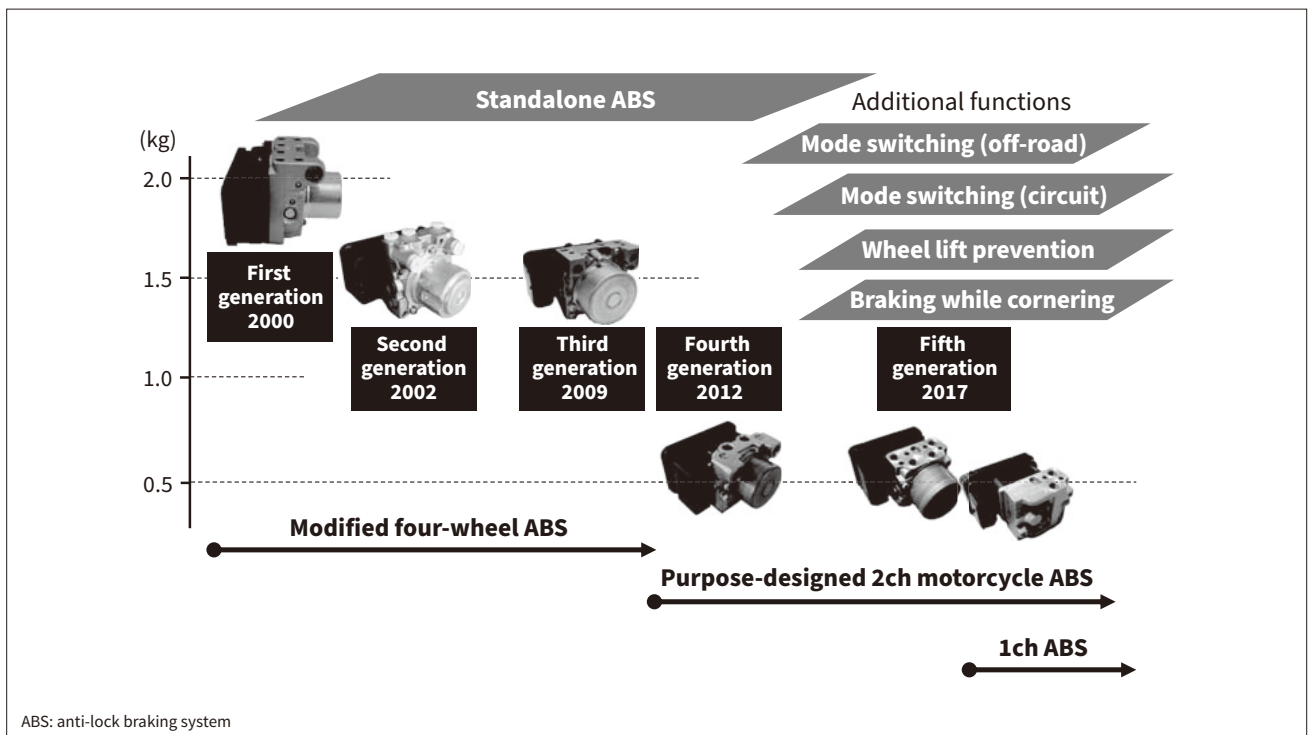 Standalone ABS
Additional functions
Mode switching (off-road)
Mode switching (circuit)
Wheel lift prevention
Braking while cornering
(kg)
2.0
1.5
1.0
0.5
First
generation
2000
Second
generation
2002
Third
generation
2009
Fourth
generation
2012
Fifth
generation
2017
Modified four-wheel ABS
Purpose-designed 2ch motorcycle ABS
1ch ABS
ABS: anti-lock braking system